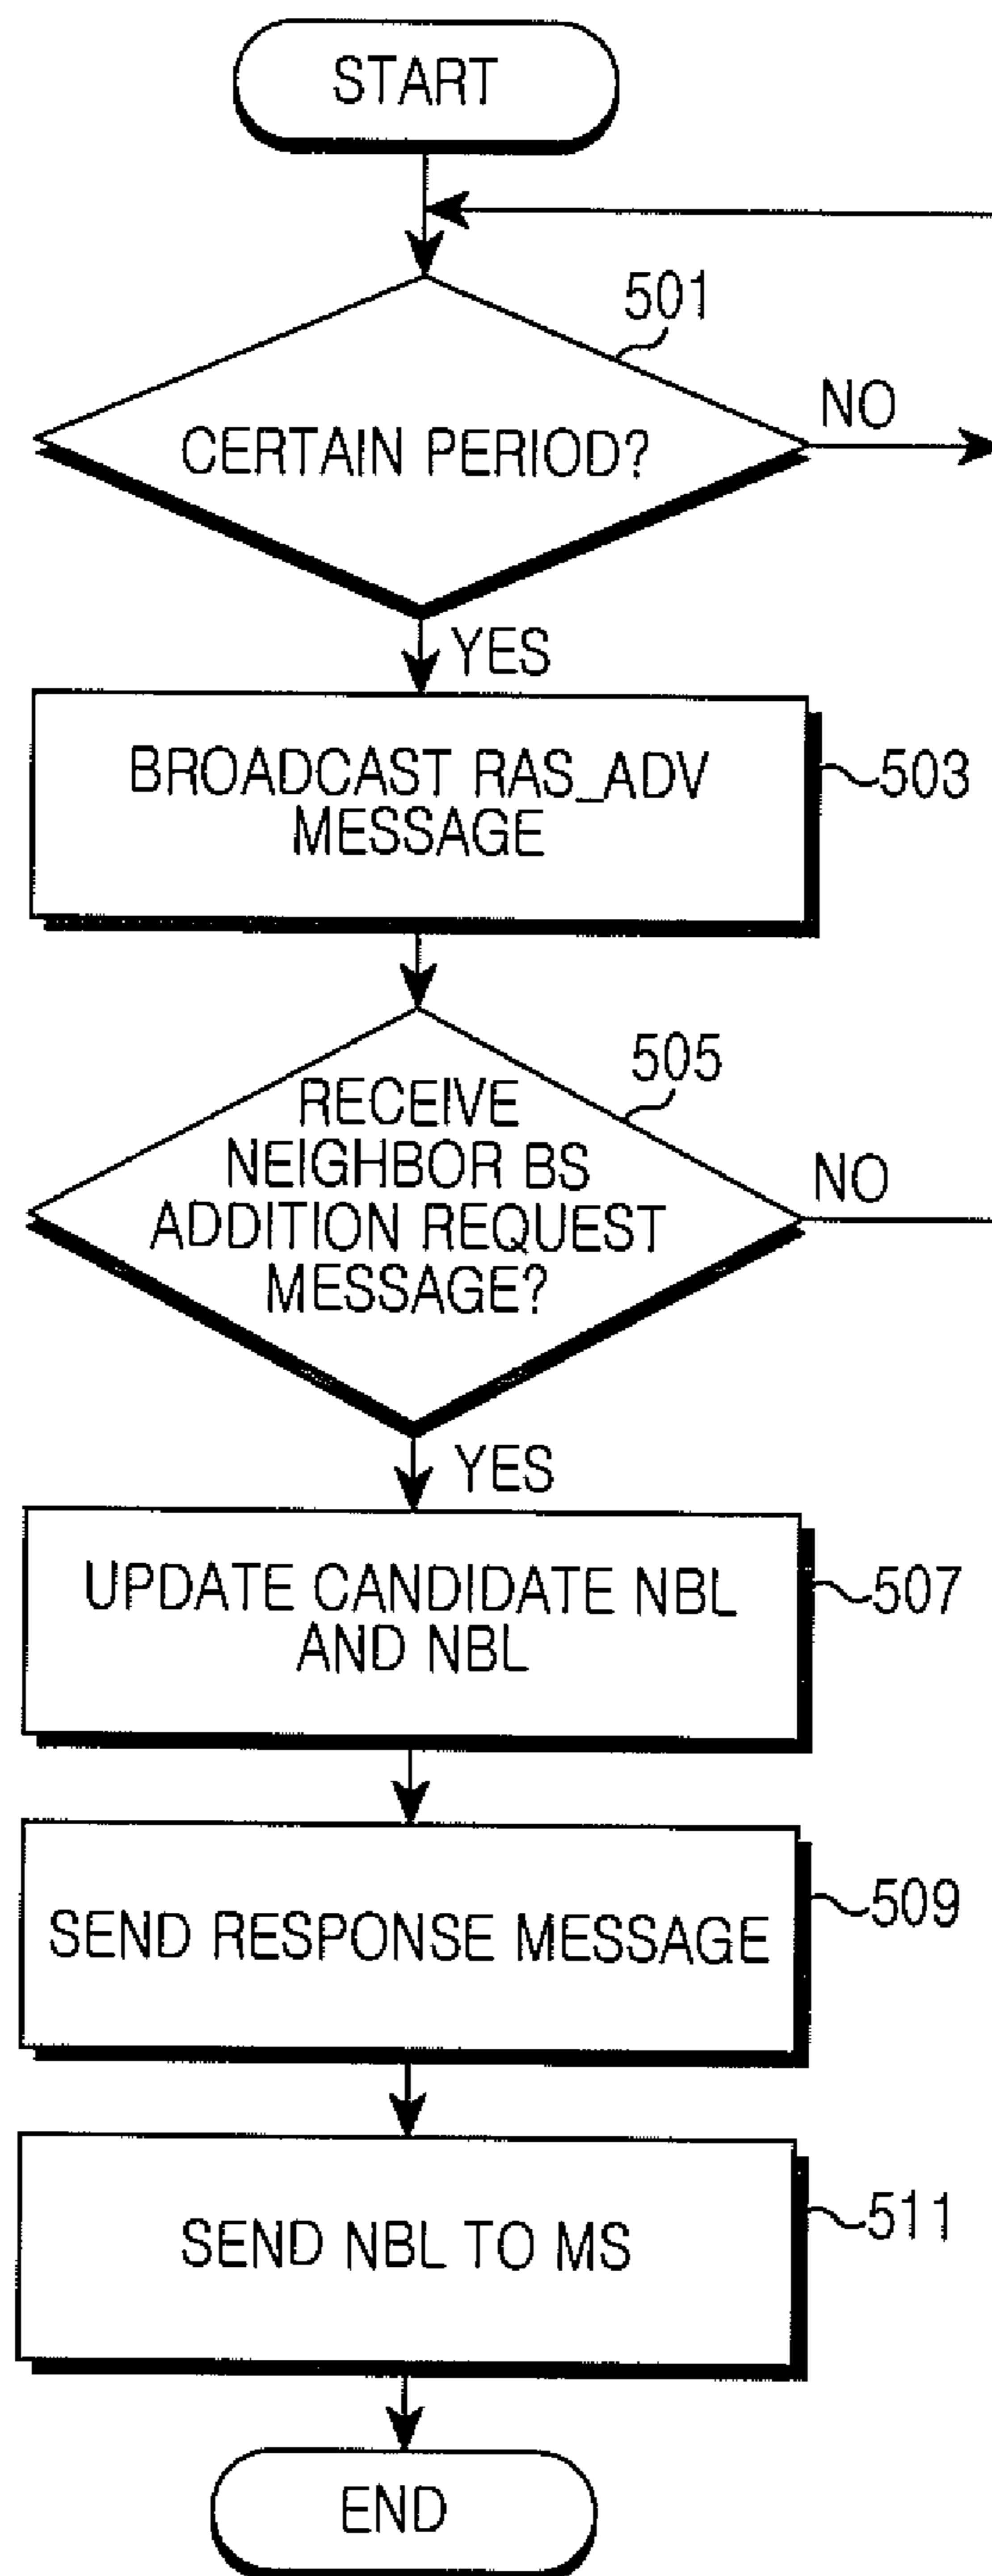 START
501
CERTAIN PERIOD?
NO
YES
BROADCAST RAS_ADV
MESSAGE
503
505
RECEIVE
NEIGHBOR BS
ADDITION REQUEST
MESSAGE?
NO
YES
UPDATE CANDIDATE NBL
AND NBL
507
SEND RESPONSE MESSAGE
509
SEND NBL TO MS
511
END